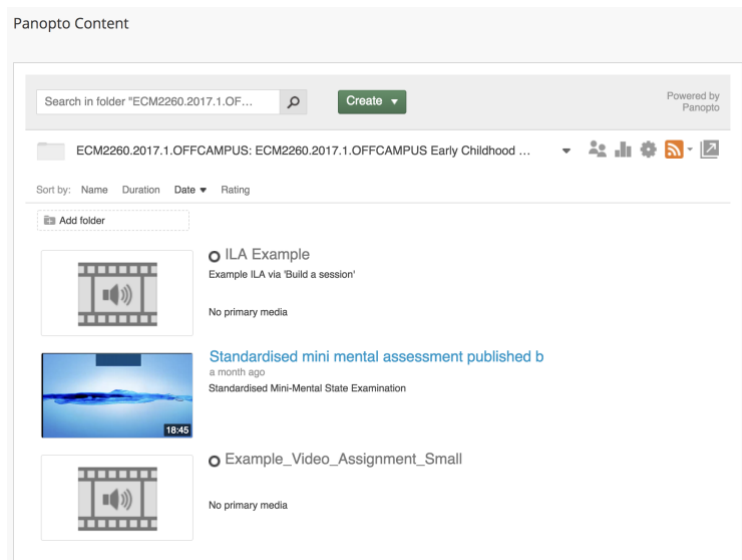 Panopto Content
Search in folder "ECM2260.2017.1.OF...
Create
Powered by
Panopto
ECM2260.2017.1.OFFCAMPUS: ECM2260.2017.1.OFFCAMPUS Early Childhood ...
Sort by: Name Duration Date Rating
Add folder
ILA Example
Example ILA via 'Build a session'
No primary media
Standardised mini mental assessment published b
a month ago
Standardised Mini-Mental State Examination
18:45
Example_Video_Assignment_Small
No primary media